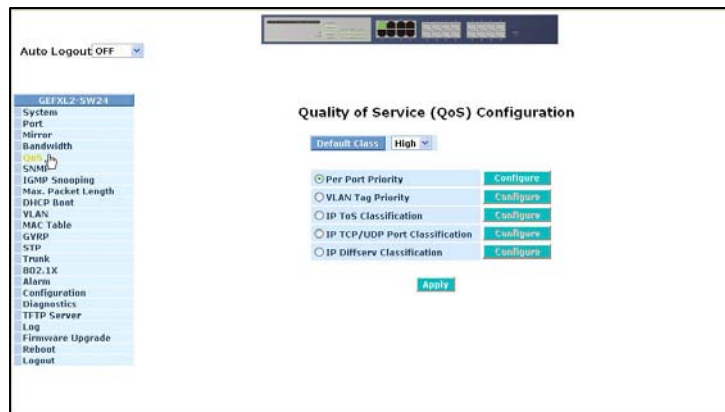 Auto Logout OFF
GEFXL2-SW24
System
Port
Mirror
Bandwidth
QoS
SNMP
IGMP Snooping
Max. Packet Length
DHCP Boot
VLAN
MAC Table
GVRP
STP
Trunk
802.1X
Alarm
Configuration
Diagnostics
TFTP Server
Log
Firmware Upgrade
Reboot
Logout
Quality of Service (QoS) Configuration
Default Class High
Per Port Priority Configure
VLAN Tag Priority Configure
IP ToS Classification Configure
IP TCP/UDP Port Classification Configure
IP Diffserv Classification Configure
Apply